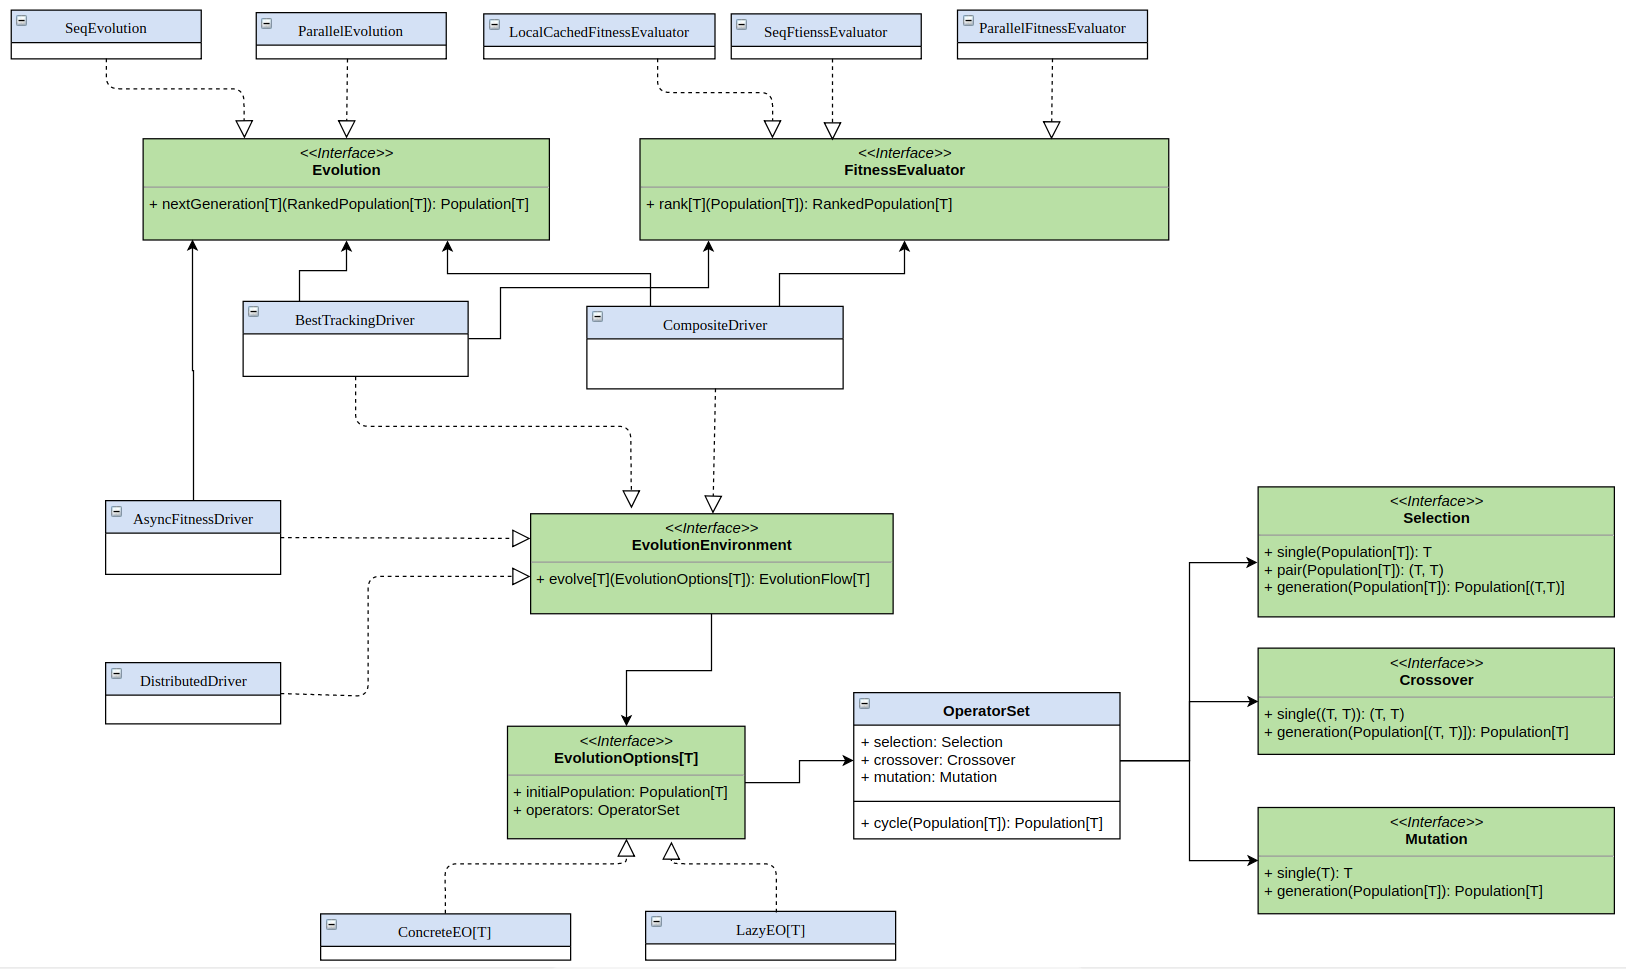 SeqEvolution
ParallelEvolution
LocalCachedFitnessEvaluator
SeqFtienssEvaluator
ParallelFitnessEvaluator
<<Interface>>
Evolution
+ nextGeneration[T](RankedPopulation[T]): Population[T]
<<Interface>>
FitnessEvaluator
+ rank[T](Population[T]): RankedPopulation[T]
BestTrackingDriver
CompositeDriver
AsyncFitnessDriver
<<Interface>>
EvolutionEnvironment
+ evolve[T](EvolutionOptions[T]): EvolutionFlow[T]
<<Interface>>
Selection
+ single(Population[T]): T
+ pair(Population[T]): (T, T)
+ generation(Population[T]): Population[(T,T)]
DistributedDriver
<<Interface>>
Crossover
+ single((T, T)): (T, T)
+ generation(Population[(T, T)]): Population[T]
<<Interface>>
EvolutionOptions[T]
+ initialPopulation: Population[T]
+ operators: OperatorSet
OperatorSet
+ selection: Selection
+ crossover: Crossover
+ mutation: Mutation
+ cycle(Population[T]): Population[T]
<<Interface>>
Mutation
+ single(T): T
+ generation(Population[T]): Population[T]
ConcreteEO[T]
LazyEO[T]